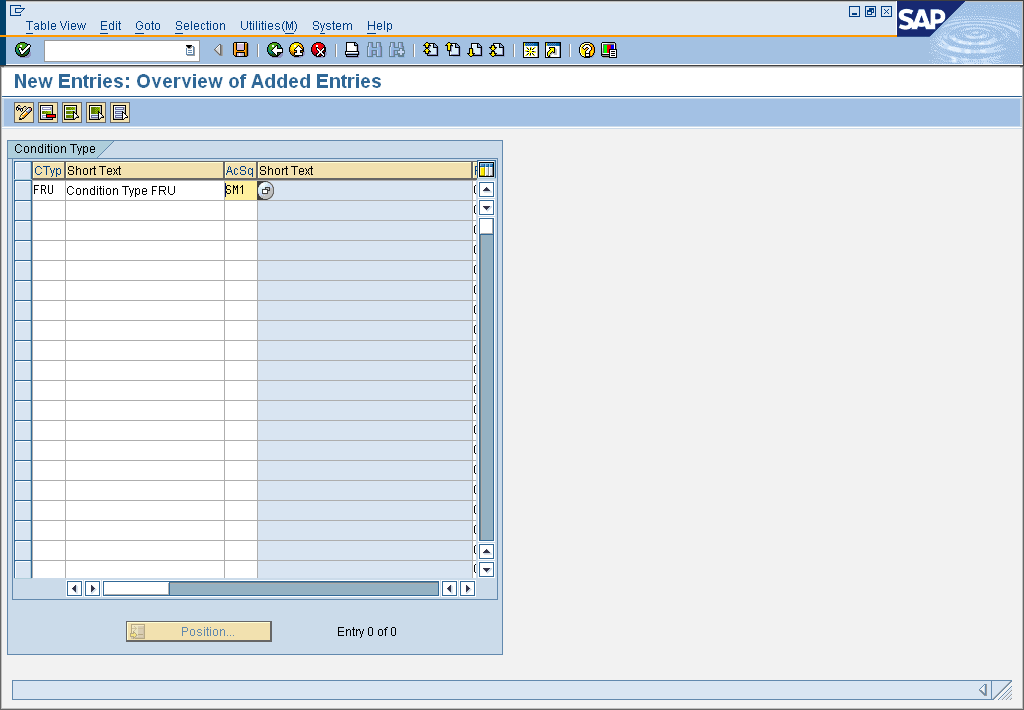 Table View Edit Goto Selection Utilities(M) System Help
SAP
New Entries: Overview of Added Entries
Condition Type
CTyp Short Text AcSq Short Text
FRU Condition Type FRU SM1
Position... Entry 0 of 0